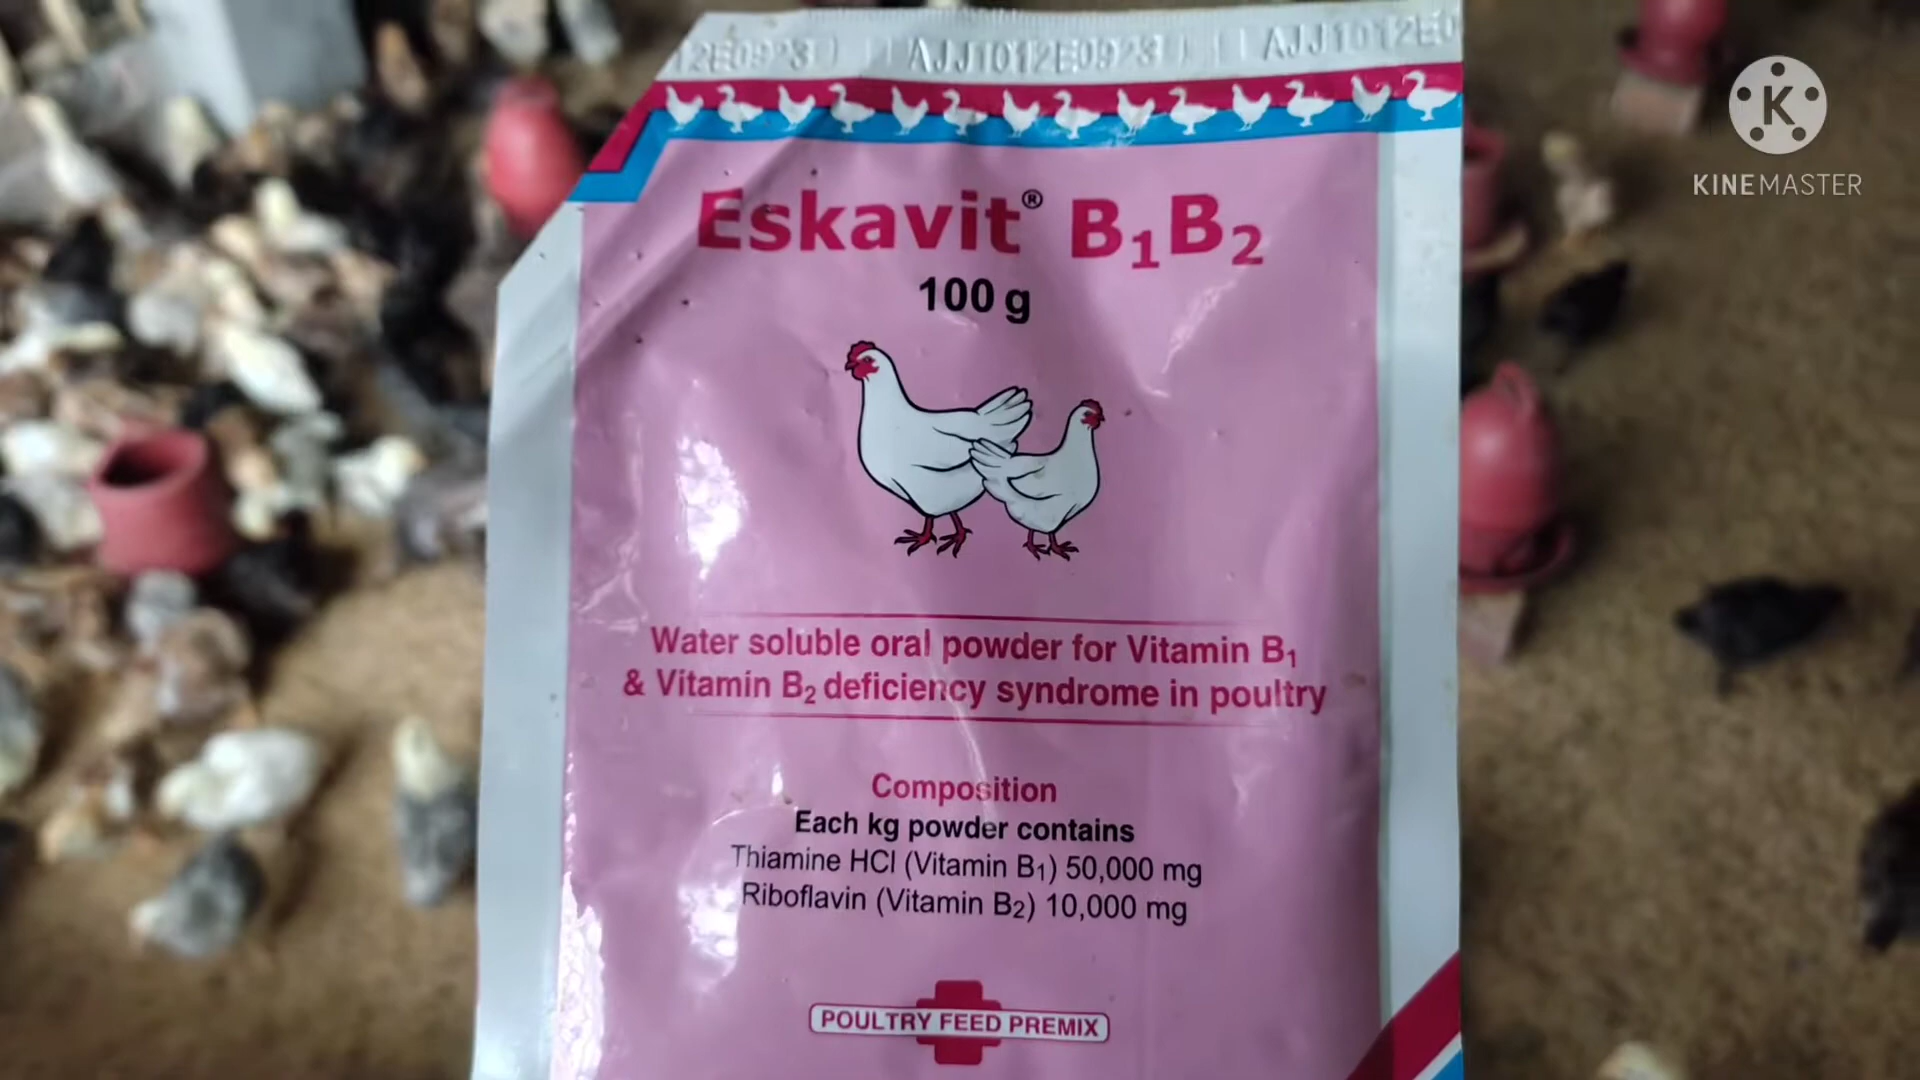 AJJ1012E0923
KINEMASTER
Eskavit® B₁B₂
100 g
Water soluble oral powder for Vitamin B₁
& Vitamin B₂ deficiency syndrome in poultry
Composition
Each kg powder contains
Thiamine HCl (Vitamin B₁) 50,000 mg
Riboflavin (Vitamin B₂) 10,000 mg
POULTRY FEED PREMIX